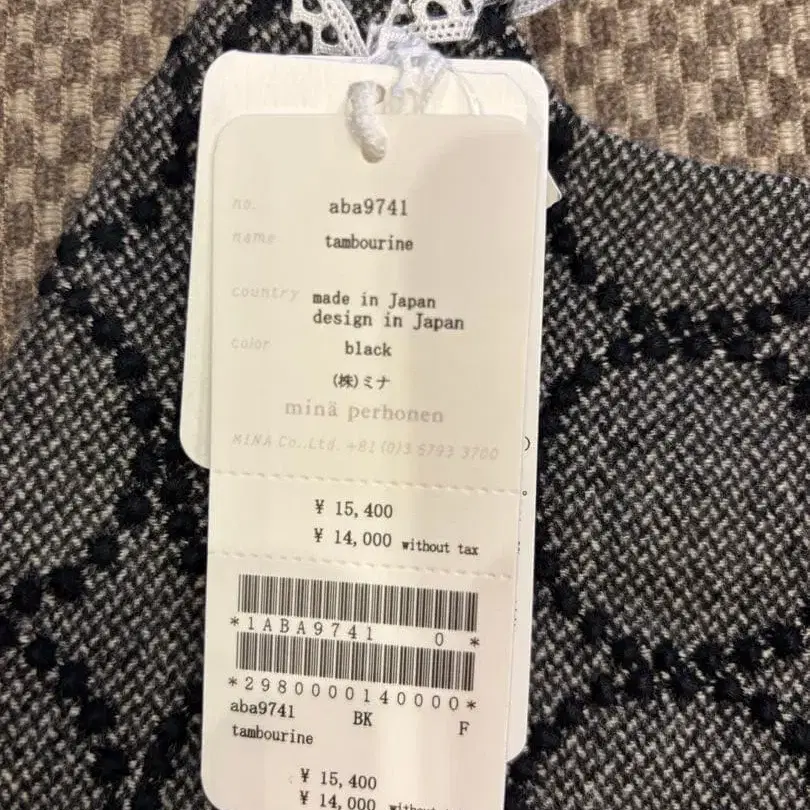 no. aba9741
name tambourine
country made in Japan
design in Japan
color black
(株)ミナ
minä perhonen
MINA Co.,Ltd. +81(0)3 6793 3700
¥ 15,400
¥ 14,000 without tax
*1ABA9741 0 *
*2980000140000*
aba9741 BK F
tambourine
¥ 15,400
¥ 14,000